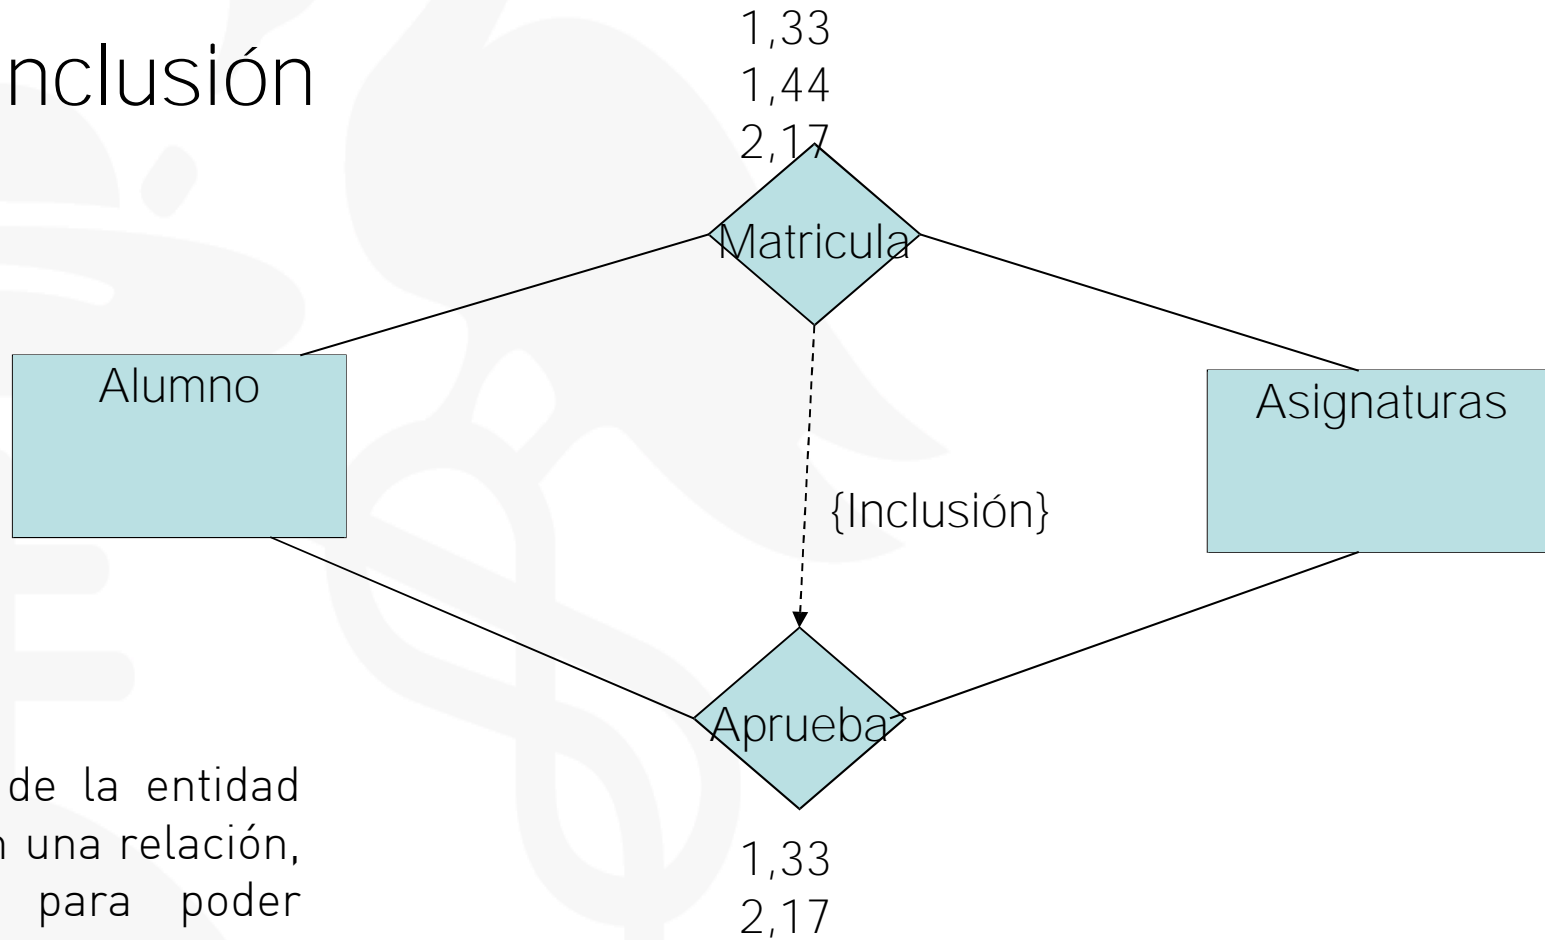 nclusión
1,33
1,44
2,17
Matricula
Alumno
Asignaturas
{Inclusión}
Aprueba
de la entidad
una relación,
para poder
1,33
2,17